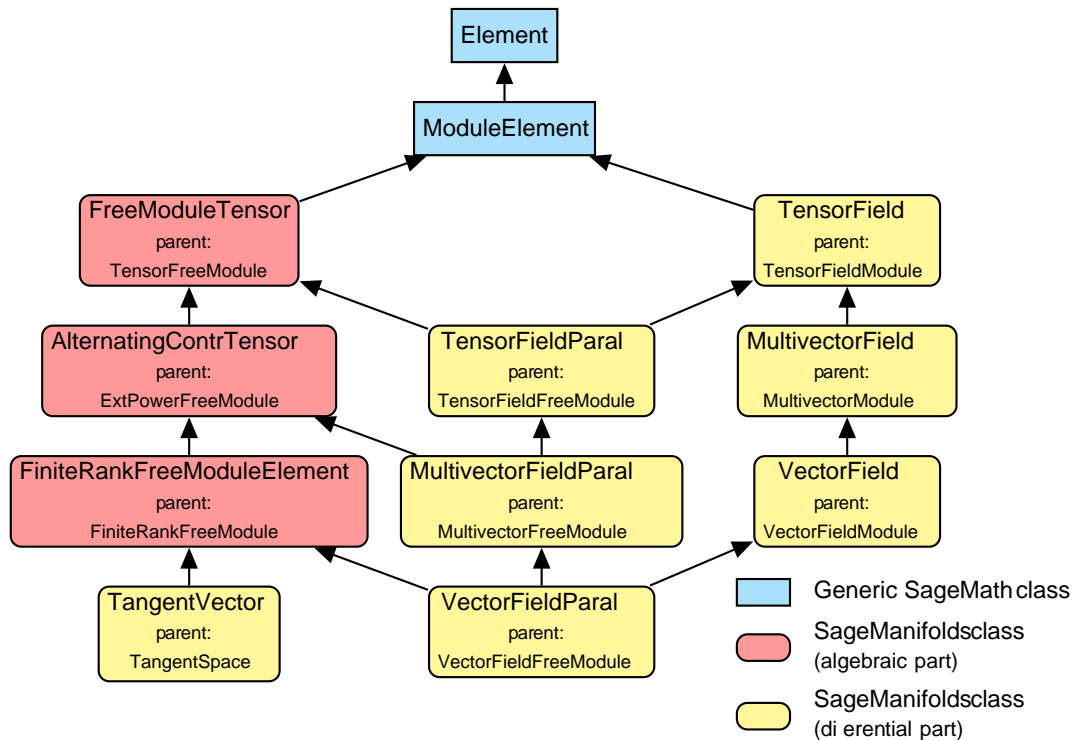 Element
ModuleElement
FreeModuleTensor
parent:
TensorFreeModule
TensorField
parent:
TensorFieldModule
AlternatingContrTensor
parent:
ExtPowerFreeModule
TensorFieldParal
parent:
TensorFieldFreeModule
MultivectorField
parent:
MultivectorModule
FiniteRankFreeModuleElement
parent:
FiniteRankFreeModule
MultivectorFieldParal
parent:
MultivectorFreeModule
VectorField
parent:
VectorFieldModule
TangentVector
parent:
TangentSpace
VectorFieldParal
parent:
VectorFieldFreeModule
Generic SageMath class
SageManifoldsclass
(algebraic part)
SageManifoldsclass
(di erential part)